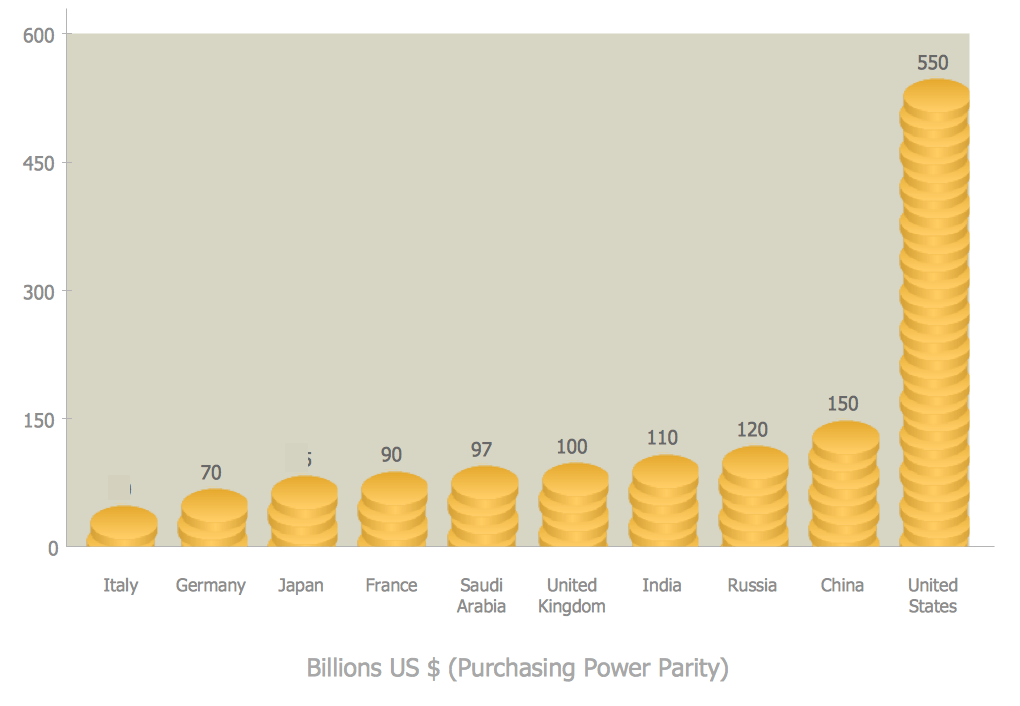 600
450
300
150
0
70
90
97
100
110
120
150
550
Italy
Germany
Japan
France
Saudi
Arabia
United
Kingdom
India
Russia
China
United
States
Billions US $ (Purchasing Power Parity)